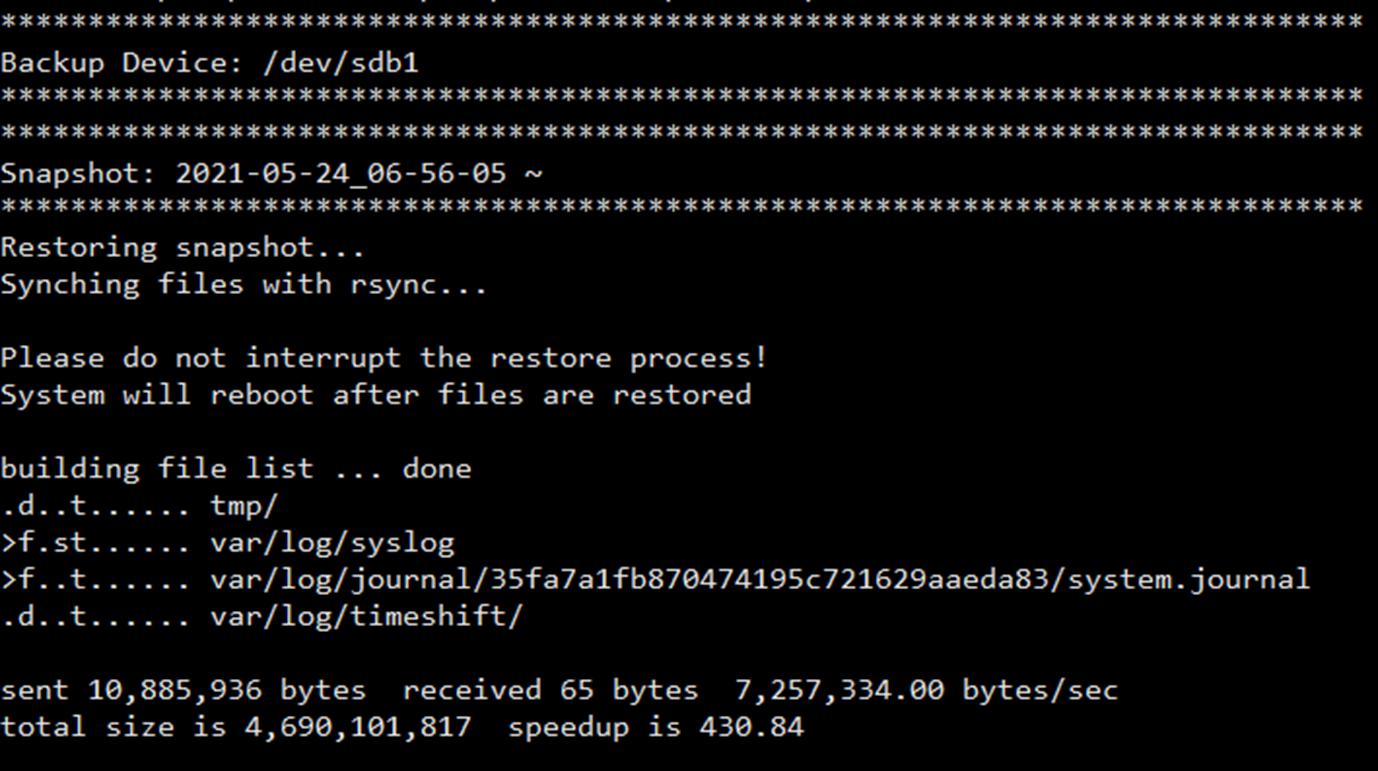 ******************************************************************************
Backup Device: /dev/sdb1
******************************************************************************
******************************************************************************
Snapshot: 2021-05-24_06-56-05 ~
******************************************************************************
Restoring snapshot...
Synching files with rsync...
Please do not interrupt the restore process!
System will reboot after files are restored
building file list ... done
.d..t...... tmp/
>f.st...... var/log/syslog
>f..t...... var/log/journal/35fa7a1fb870474195c721629aaeda83/system.journal
.d..t...... var/log/timeshift/
sent 10,885,936 bytes  received 65 bytes  7,257,334.00 bytes/sec
total size is 4,690,101,817  speedup is 430.84